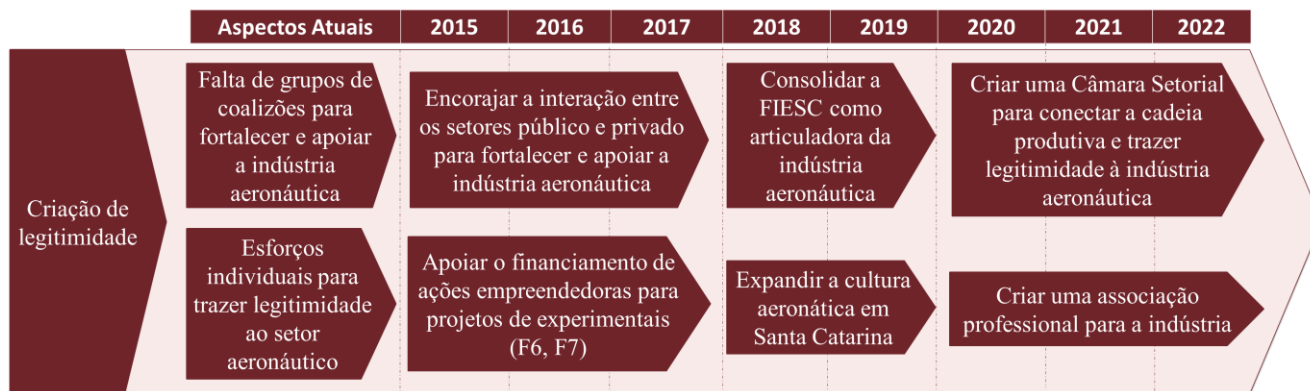 Aspectos Atuais 2015 2016 2017 2018 2019 2020 2021 2022
Criação de
legitimidade
Falta de grupos de
coalizões para
fortalecer e apoiar
a indústria
aeronáutica
Encorajar a interação entre
os setores público e privado
para fortalecer e apoiar a
indústria aeronáutica
Consolidar a
FIESC como
articuladora da
indústria
aeronáutica
Criar uma Câmara Setorial
para conectar a cadeia
produtiva e trazer
legitimidade à indústria
aeronáutica
Esforços
individuais para
trazer legitimidade
ao setor
aeronáutico
Apoiar o financiamento de
ações empreendedoras para
projetos de experimentais
(F6, F7)
Expandir a cultura
aeronática em
Santa Catarina
Criar uma associação
professional para a indústria